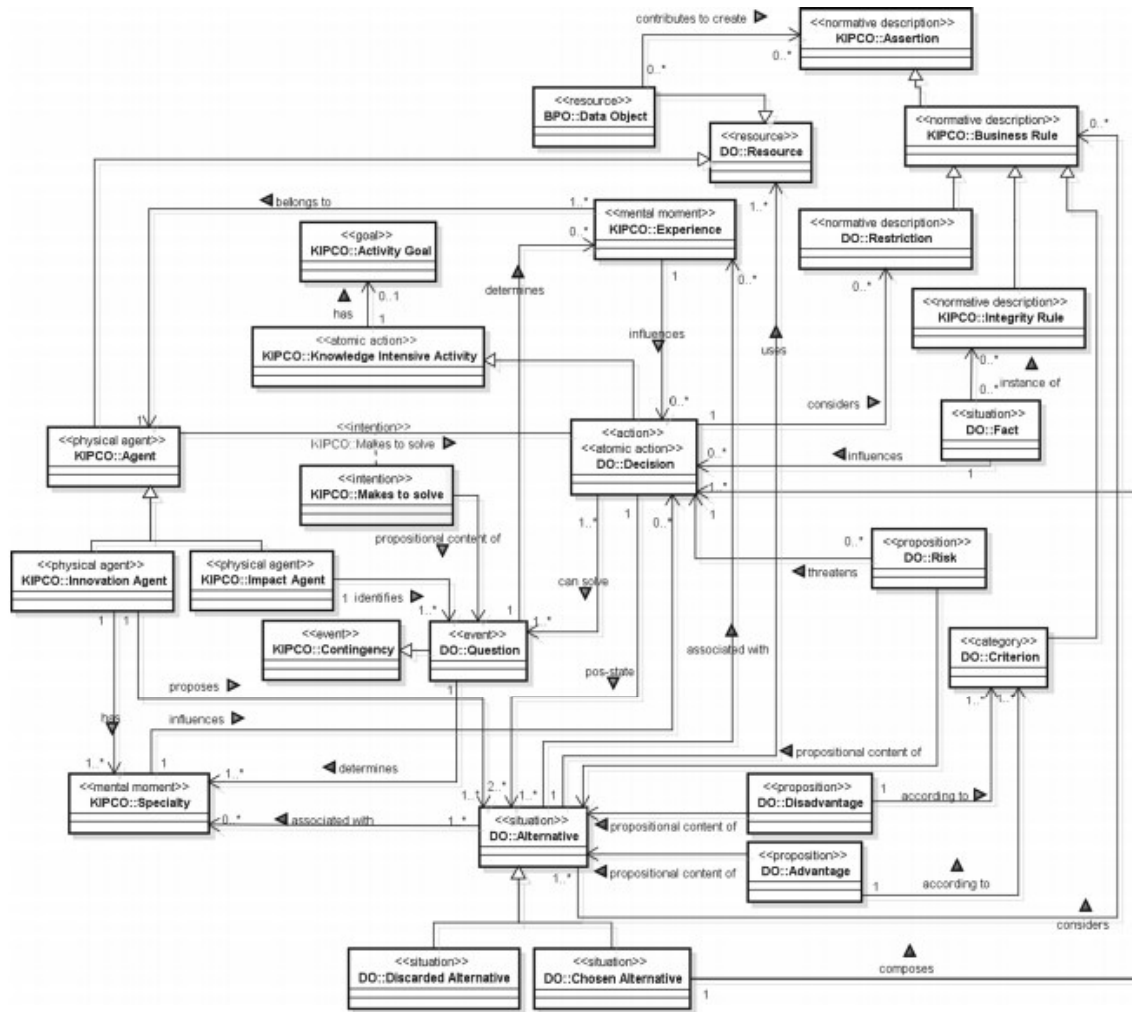 contributes to create
<<normative description>>
KIPCO::Assertion
0..*
0..*
<<resource>>
BPO::Data Object
<<normative description>>
KIPCO::Business Rule
0..*
<<resource>>
DO::Resource
belongs to
1..*
1..*
<<mental moment>>
KIPCO::Experience
<<normative description>>
DO::Restriction
<<goal>>
KIPCO::Activity Goal
0..*
0..*
determines
1
0..*
0..1
has
1
<<normative description>>
KIPCO::Integrity Rule
<<atomic action>>
KIPCO::Knowledge Intensive Activity
influences
uses
0..*
instance of
0..*
considers
1
0..*
1
<<situation>>
DO::Fact
<<physical agent>>
KIPCO::Agent
<<intention>>
KIPCO::Makes to solve
<<action>>
<<atomic action>>
DO::Decision
0..*
influences
1
<<intention>>
KIPCO::Makes to solve
1..*
1..*
1
0..*
1
propositional content of
0..*
<<proposition>>
DO::Risk
<<physical agent>>
KIPCO::Innovation Agent
<<physical agent>>
KIPCO::Impact Agent
can solve
threatens
1
identifies
1..*
1
1..*
1
1
<<event>>
KIPCO::Contingency
<<event>>
DO::Question
<<category>>
DO::Criterion
associated with
pos-state
proposes
1
1..*
1..*
has
influences
propositional content of
1..*
1
1..*
determines
<<mental moment>>
KIPCO::Specialty
1..*
2..*
1..*
1
<<proposition>>
DO::Disadvantage
1
according to
0..*
associated with
1..*
<<situation>>
DO::Alternative
propositional content of
<<proposition>>
DO::Advantage
propositional content of
1..*
1
according to
considers
<<situation>>
DO::Discarded Alternative
<<situation>>
DO::Chosen Alternative
composes
1